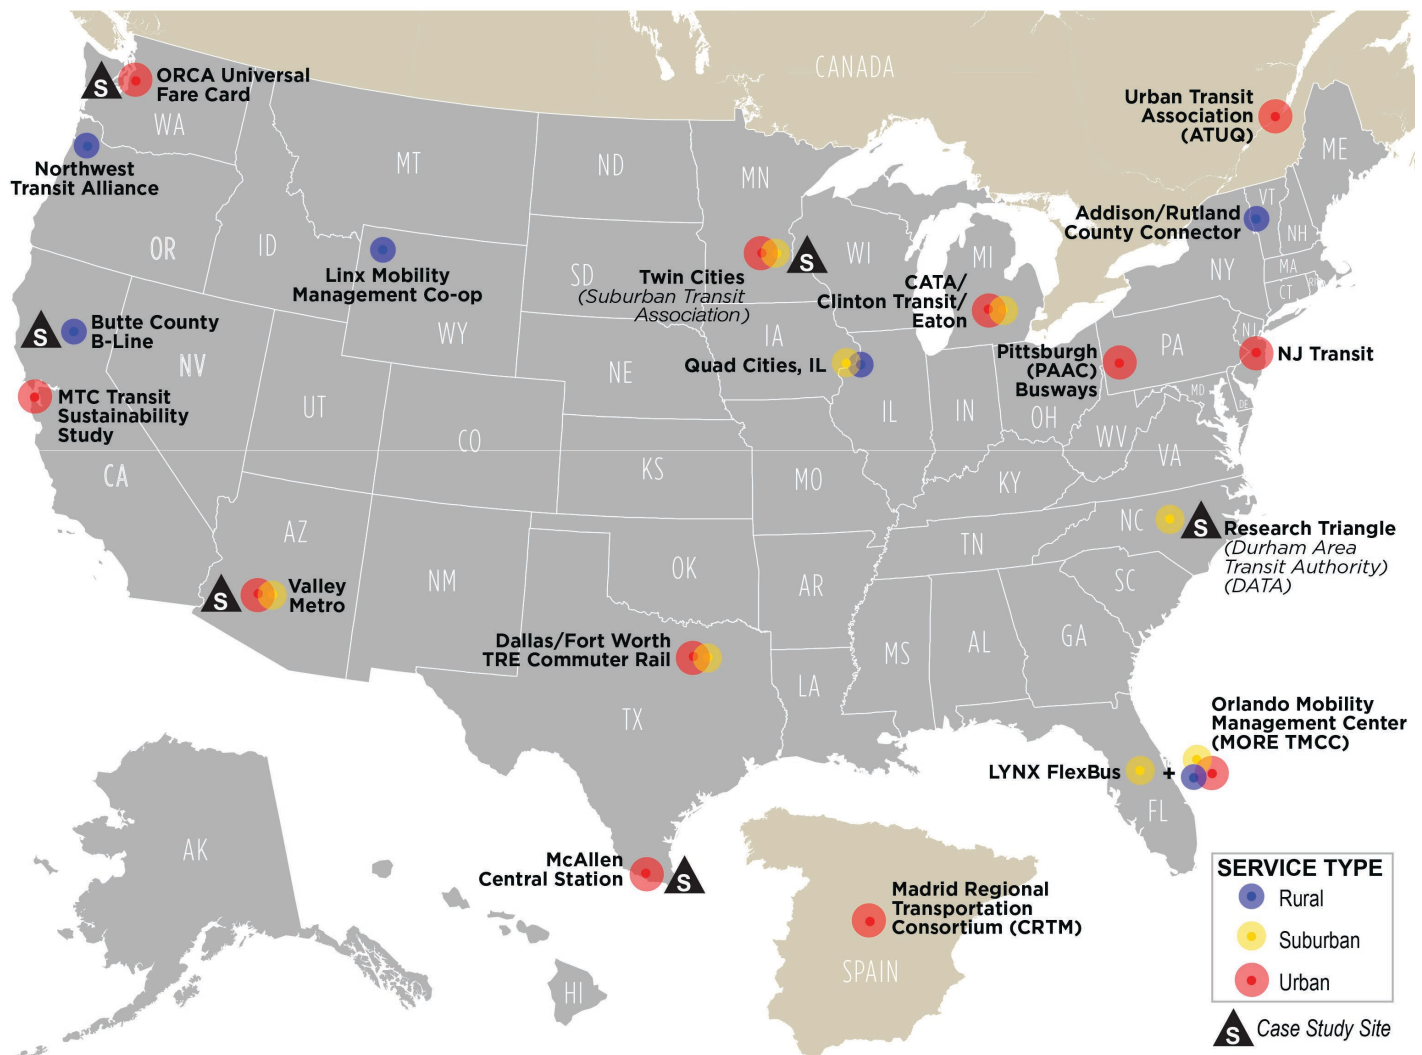 CANADA
S
ORCA Universal
Fare Card
WA
Urban Transit
Association
(ATUQ)
ME
MT
ND
MN
Northwest
Transit Alliance
VT
Addison/Rutland
County Connector
NH
OR
ID
Linx Mobility
Management Co-op
SD
Twin Cities
(Suburban Transit
Association)
S
WI
MI
CATA/
Clinton Transit/
Eaton
NY
MA
CT
RI
S
Butte County
B-Line
NV
WY
IA
NE
Quad Cities, IL
Pittsburgh
(PAAC)
Busways
PA
NJ
NJ Transit
MTC Transit
Sustainability
Study
UT
CO
IL
IN
OH
MD
DE
WV
VA
CA
KS
MO
KY
AZ
NM
OK
AR
TN
NC
S
Research Triangle
(Durham Area
Transit Authority)
(DATA)
SC
S
Valley
Metro
Dallas/Fort Worth
TRE Commuter Rail
MS
AL
GA
LA
TX
Orlando Mobility
Management Center
(MORE TMCC)
LYNX FlexBus
+
FL
AK
McAllen
Central Station
S
HI
Madrid Regional
Transportation
Consortium (CRTM)
SPAIN
SERVICE TYPE
Rural
Suburban
Urban
S
Case Study Site